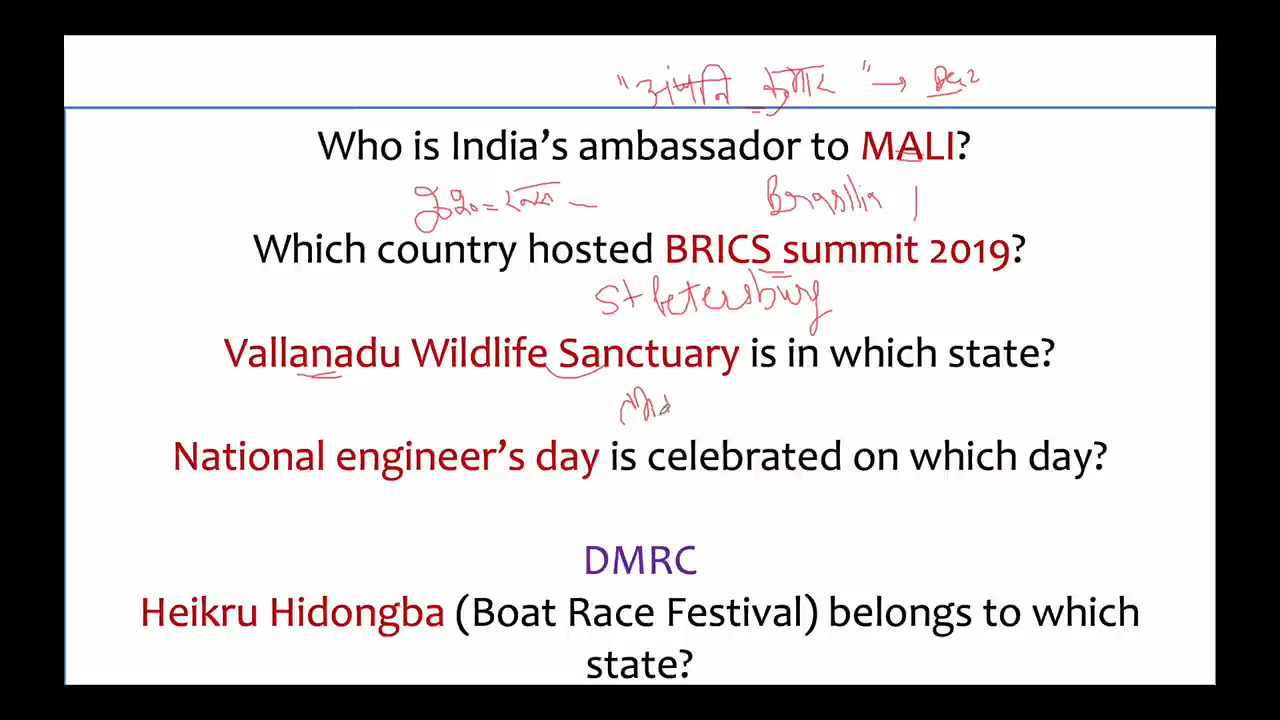 "अंजनि कुमार" →
Who is India's ambassador to MALI?
Brasilia
Which country hosted BRICS summit 2019?
St Petersburg
Vallanadu Wildlife Sanctuary is in which state?
National engineer's day is celebrated on which day?
DMRC
Heikru Hidongba (Boat Race Festival) belongs to which
state?